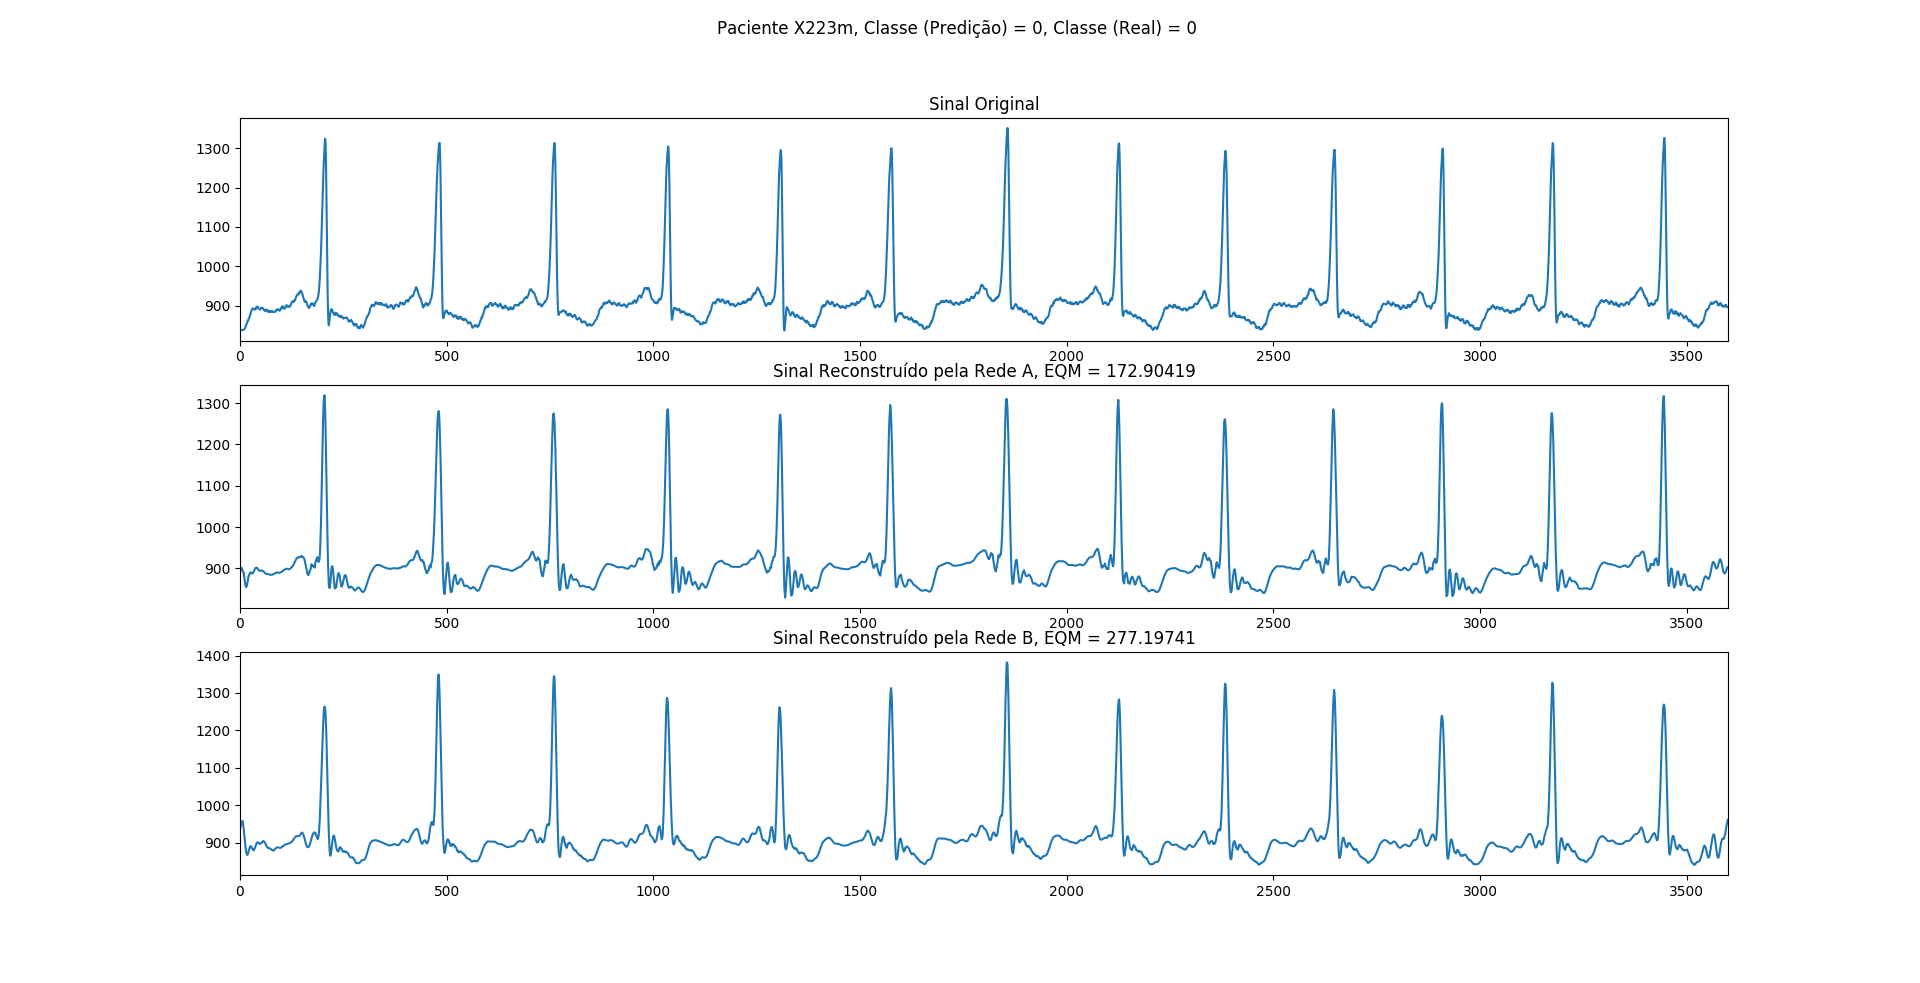 Paciente X223m, Classe (Predição) = 0, Classe (Real) = 0
Sinal Original
1300
1200
1100
1000
900
0 500 1000 1500 2000 2500 3000 3500
Sinal Reconstruído pela Rede A, EQM = 172.90419
1300
1200
1100
1000
900
0 500 1000 1500 2000 2500 3000 3500
Sinal Reconstruído pela Rede B, EQM = 277.19741
1400
1300
1200
1100
1000
900
0 500 1000 1500 2000 2500 3000 3500